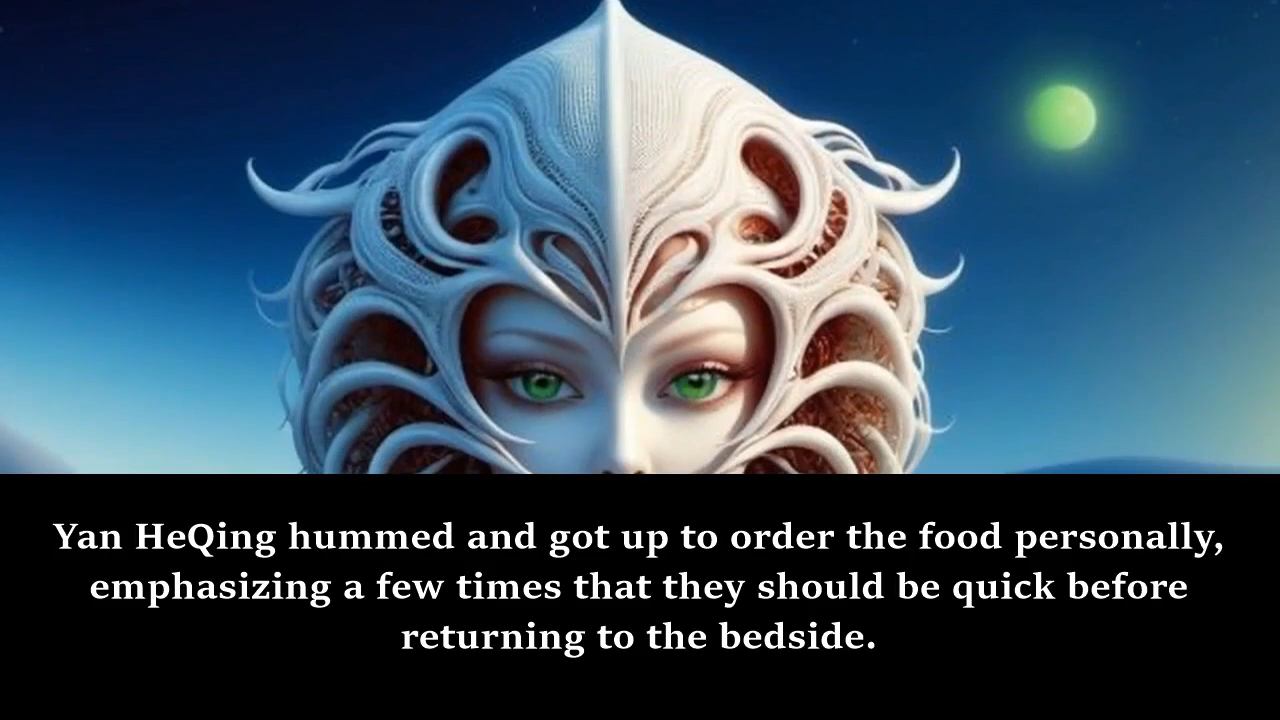 Yan HeQing hummed and got up to order the food personally,
emphasizing a few times that they should be quick before
returning to the bedside.